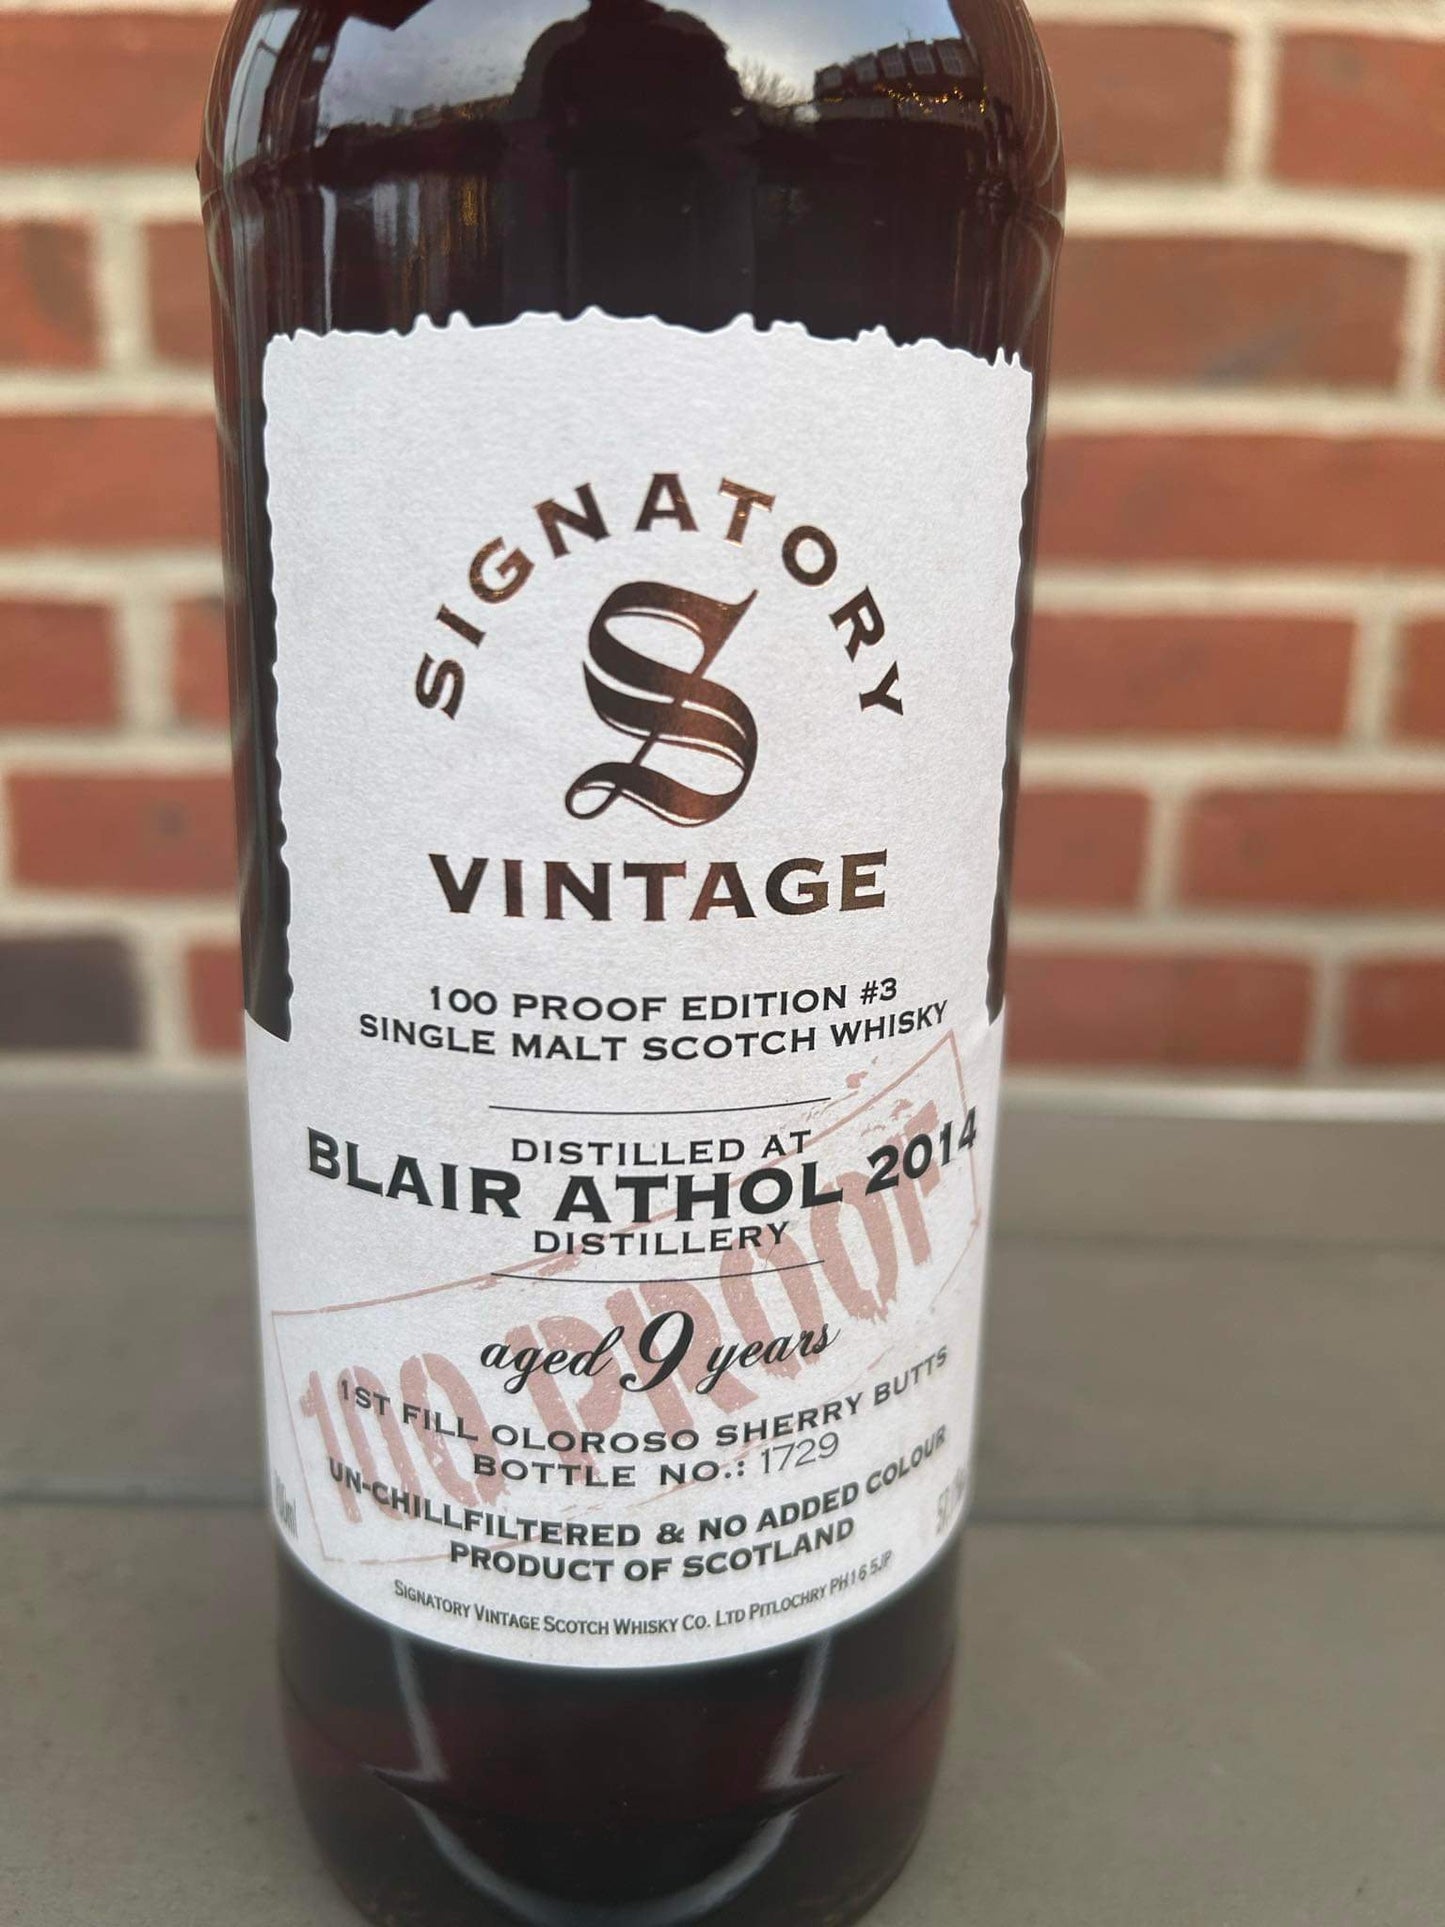 SIGNATORY
S
VINTAGE
100 PROOF EDITION #3
SINGLE MALT SCOTCH WHISKY
DISTILLED AT
BLAIR ATHOL 2014
DISTILLERY
aged 9 years
100 PROOF
1ST FILL OLOROSO SHERRY BUTTS
BOTTLE NO.: 1729
UN-CHILLFILTERED & NO ADDED COLOUR
PRODUCT OF SCOTLAND
SIGNATORY VINTAGE SCOTCH WHISKY CO. LTD PITLOCHRY PH16 5JP